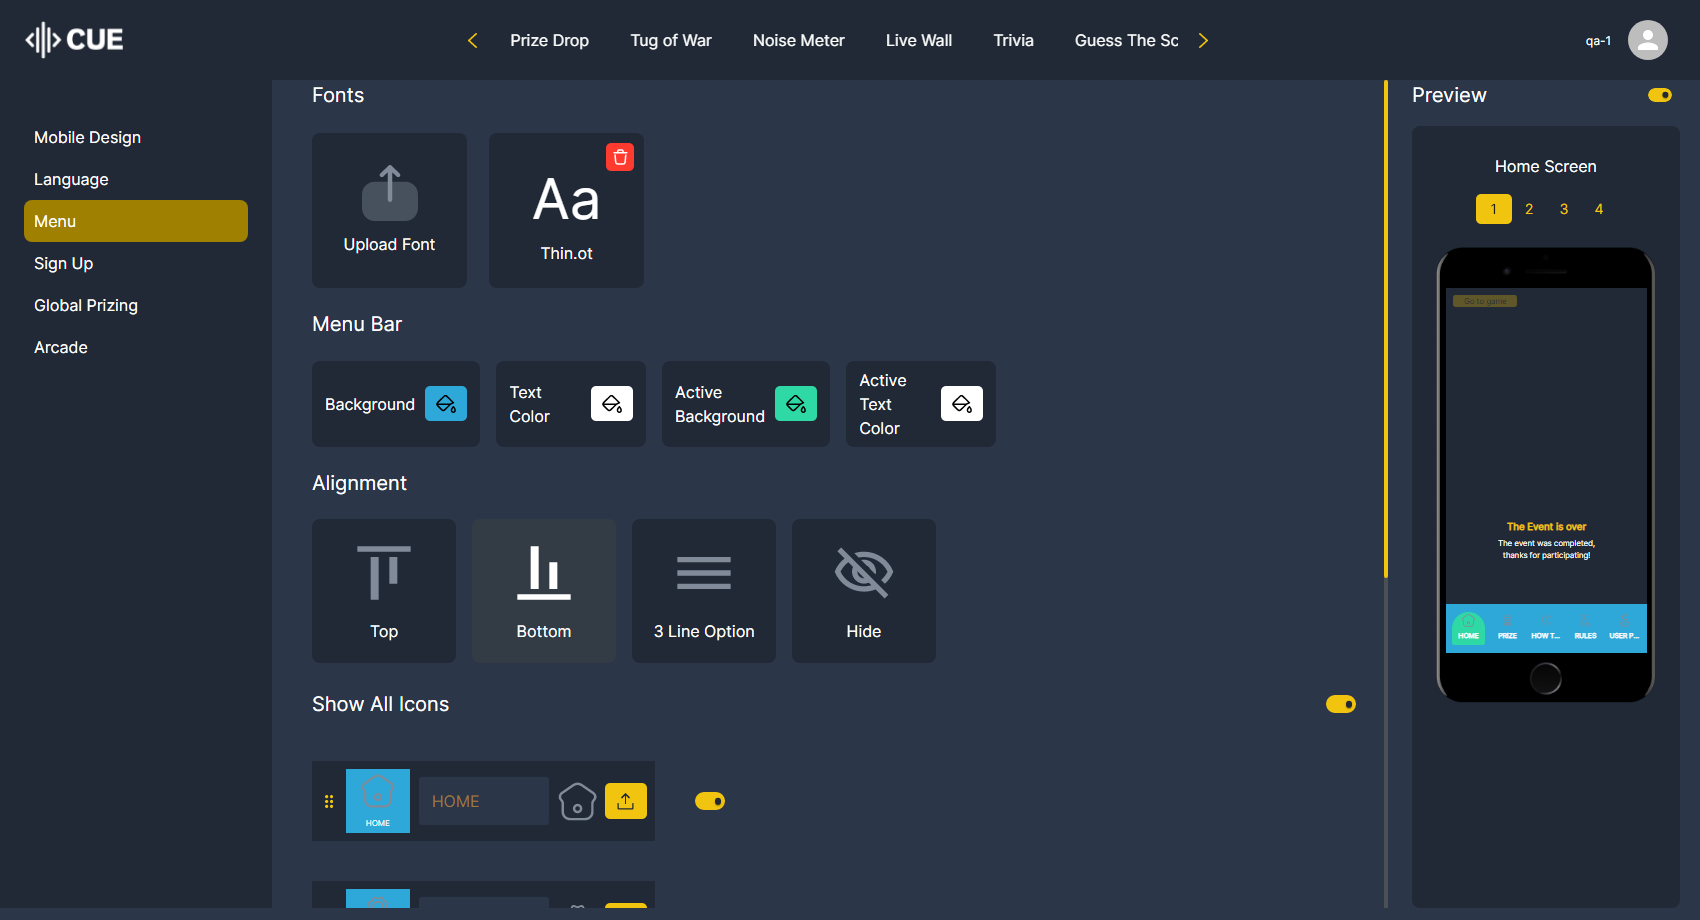 CUE
Prize Drop
Tug of War
Noise Meter
Live Wall
Trivia
Guess The Sc
qa-1
Mobile Design
Language
Menu
Sign Up
Global Prizing
Arcade
Fonts
Upload Font
Aa
Thin.ot
Menu Bar
Background
Text
Color
Active
Background
Active
Text
Color
Alignment
Top
Bottom
3 Line Option
Hide
Show All Icons
HOME
HOME
Preview
Home Screen
1 2 3 4
Go to game
The Event is over
The event was completed,
thanks for participating!
HOME
PRIZE
HOW T...
RULES
USER P...